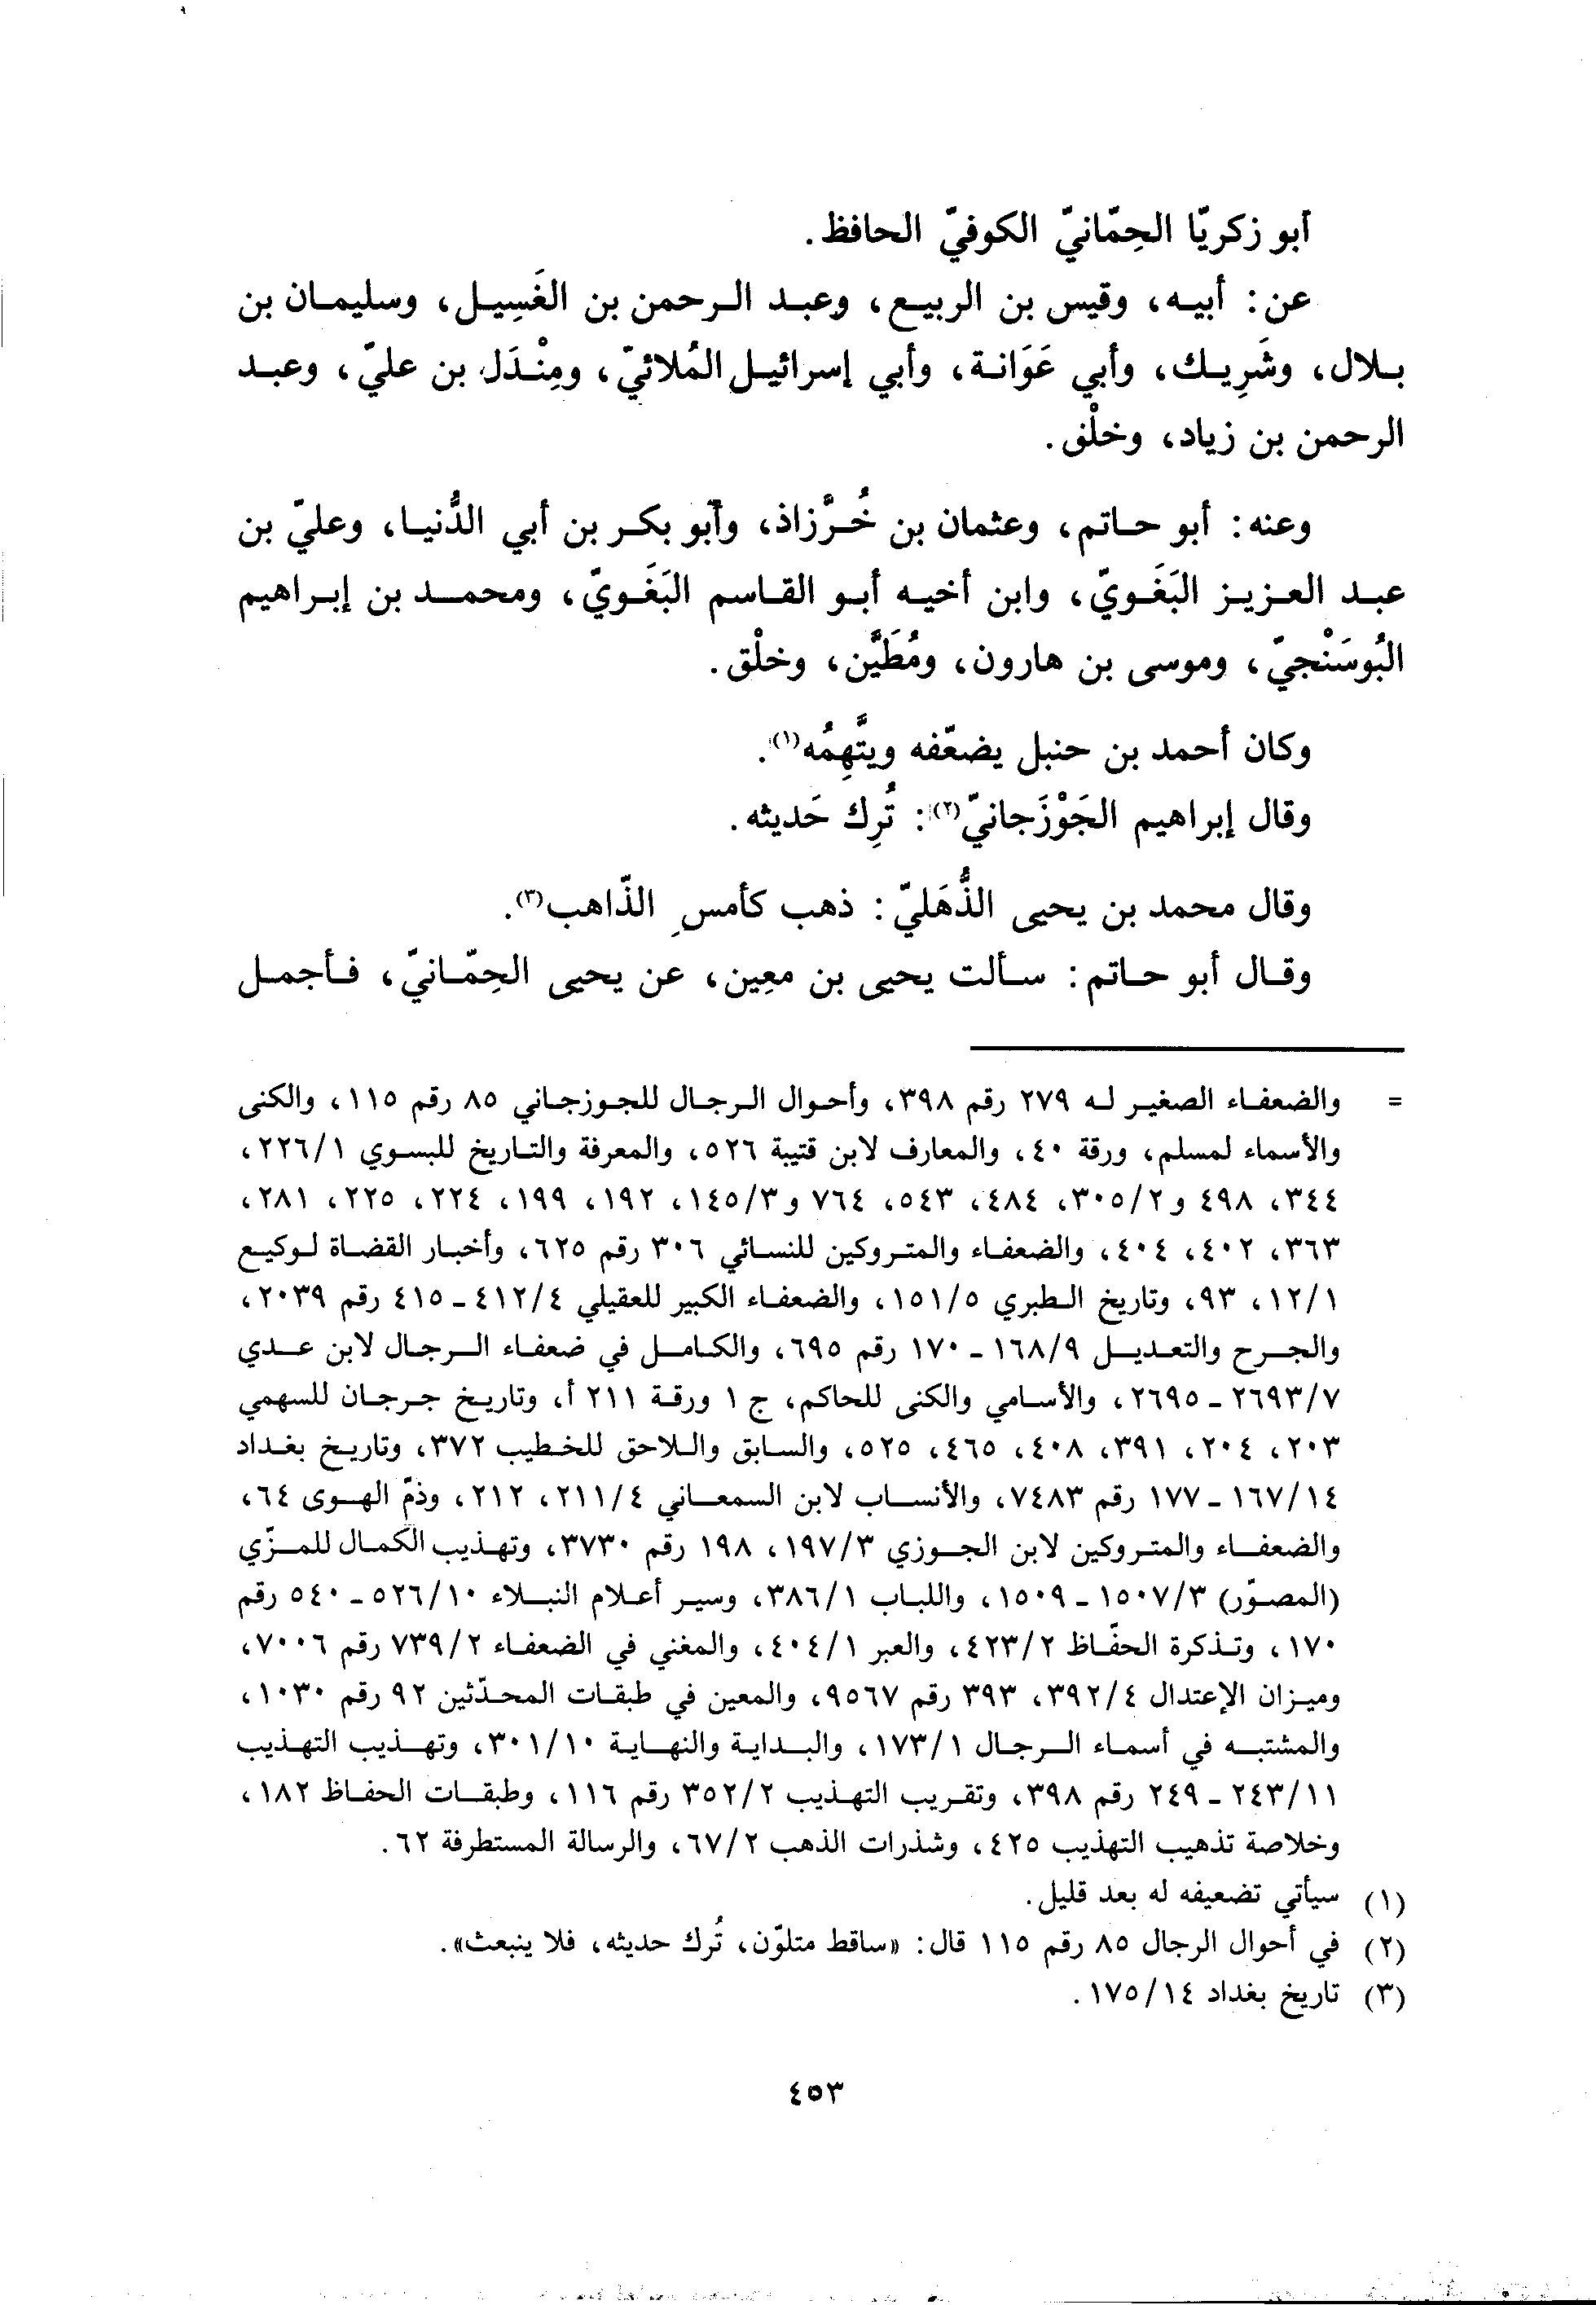 أبو زكريّا الحِمّانيّ الكوفيّ الحافظ.
عن: أبيه، وقيس بن الربيع، وعبد الرحمن بن الغَسِيل، وسليمان بن
بلال، وشَرِيك، وأبي عَوَانة، وأبي إسرائيل المُلائيّ، ومِنْدَل بن عليّ، وعبد
الرحمن بن زياد، وخلْق.
وعنه: أبو حاتم، وعثمان بن خُرَّزاذ، وأبو بكر بن أبي الدُّنيا، وعليّ بن
عبد العزيز البَغَويّ، وابن أخيه أبو القاسم البَغَويّ، ومحمد بن إبراهيم
البُوسَنْجيّ، وموسى بن هارون، ومُطَيَّن، وخلْق.
وكان أحمد بن حنبل يضعّفه ويتَّهِمُه(١).
وقال إبراهيم الجَوْزَجانيّ(٢): تُرِك حَديثه.
وقال محمد بن يحيى الذُّهَليّ: ذهب كأمسِ الذّاهب(٣).
وقال أبو حاتم: سألت يحيى بن معِين، عن يحيى الحِمّانيّ، فأجمل
= والضعفاء الصغير له ٢٧٩ رقم ٣٩٨، وأحوال الرجال للجوزجاني ٨٥ رقم ١١٥، والكنى
والأسماء لمسلم، ورقة ٤٠، والمعارف لابن قتيبة ٥٢٦، والمعرفة والتاريخ للبسوي ٢٢٦/١،
٣٤٤، ٤٩٨ و٣٠٥/٢، ٤٨٤، ٥٤٣، ٧٦٤ و١٤٥/٣، ١٩٢، ١٩٩، ٢٢٤، ٢٢٥، ٢٨١،
٣٦٣، ٤٠٢، ٤٠٤، والضعفاء والمتروكين للنسائي ٣٠٦ رقم ٦٢٥، وأخبار القضاة لوكيع
١٢/١، ٩٣، وتاريخ الطبري ١٥١/٥، والضعفاء الكبير للعقيلي ٤١٢/٤ - ٤١٥ رقم ٢٠٣٩،
والجرح والتعديل ١٦٨/٩ - ١٧٠ رقم ٦٩٥، والكامل في ضعفاء الرجال لابن عدي
٢٦٩٣/٧ - ٢٦٩٥، والأسامي والكنى للحاكم، ج ١ ورقة ٢١١ أ، وتاريخ جرجان للسهمي
٢٠٣، ٢٠٤، ٣٩١، ٤٠٨، ٤٦٥، ٥٢٥، والسابق واللاحق للخطيب ٣٧٢، وتاريخ بغداد
١٦٧/١٤ - ١٧٧ رقم ٧٤٨٣، والأنساب لابن السمعاني ٢١١/٤، ٢١٢، وذمّ الهوى ٦٤،
والضعفاء والمتروكين لابن الجوزي ١٩٧/٣، ١٩٨ رقم ٣٧٣٠، وتهذيب الكمال للمزّي
(المصوّر) ١٥٠٧/٣ - ١٥٠٩، واللباب ٣٨٦/١، وسير أعلام النبلاء ٥٢٦/١٠ - ٥٤٠ رقم
١٧٠، وتذكرة الحفّاظ ٤٢٣/٢، والعبر ٤٠٤/١، والمغني في الضعفاء ٧٣٩/٢ رقم ٧٠٠٦،
وميزان الإعتدال ٣٩٢/٤، ٣٩٣ رقم ٩٥٦٧، والمعين في طبقات المحدّثين ٩٢ رقم ١٠٣٠،
والمشتبه في أسماء الرجال ١٧٣/١، والبداية والنهاية ٣٠١/١٠، وتهذيب التهذيب
٢٤٣/١١ - ٢٤٩ رقم ٣٩٨، وتقريب التهذيب ٣٥٢/٢ رقم ١١٦، وطبقات الحفاظ ١٨٢،
وخلاصة تذهيب التهذيب ٤٢٥، وشذرات الذهب ٦٧/٢، والرسالة المستطرفة ٦٢.
(١) سيأتي تضعيفه له بعد قليل.
(٢) في أحوال الرجال ٨٥ رقم ١١٥ قال: «ساقط متلوّن، تُرك حديثه، فلا ينبعث».
(٣) تاريخ بغداد ١٧٥/١٤.
٤٥٣